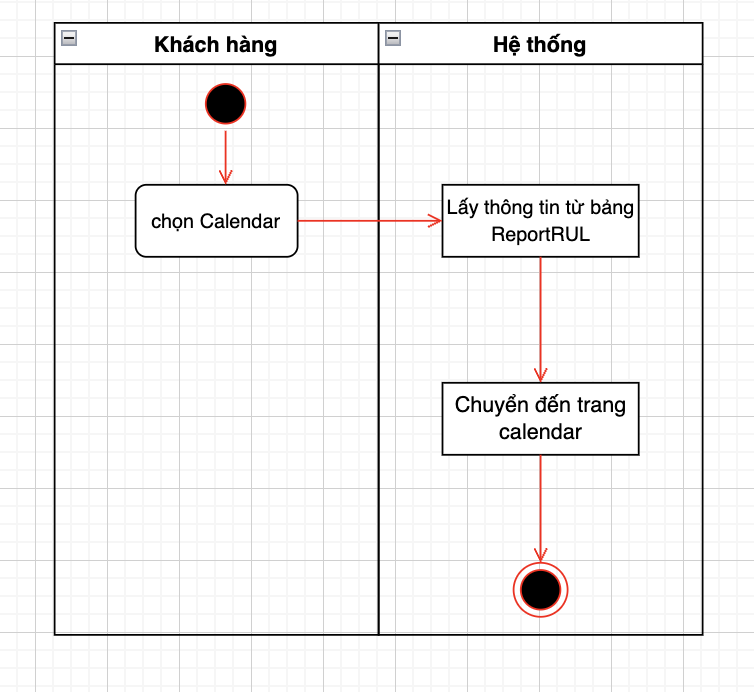 Khách hàng
Hệ thống
chọn Calendar
Lấy thông tin từ bảng
ReportRUL
Chuyển đến trang
calendar